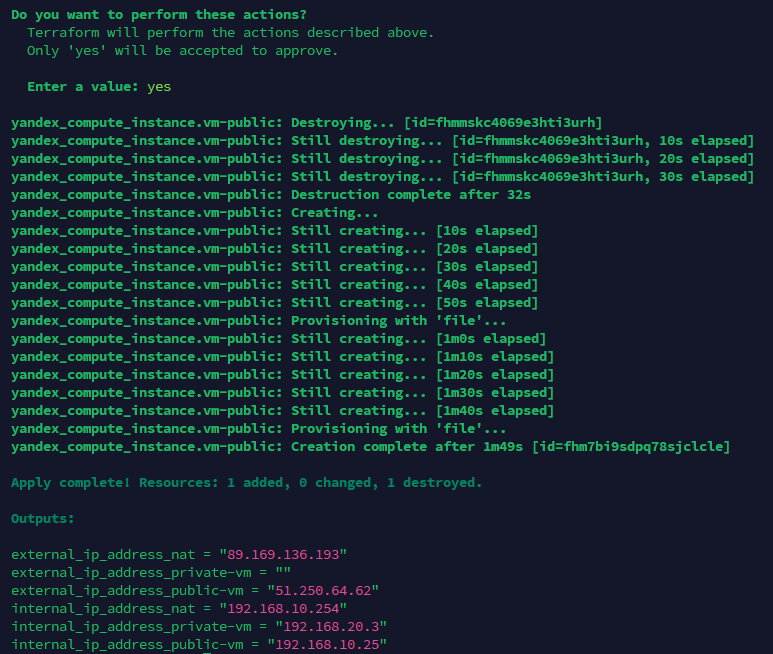 Do you want to perform these actions?
Terraform will perform the actions described above.
Only 'yes' will be accepted to approve.
Enter a value: yes
yandex_compute_instance.vm-public: Destroying... [id=fhmmskc4069e3hti3urh]
yandex_compute_instance.vm-public: Still destroying... [id=fhmmskc4069e3hti3urh, 10s elapsed]
yandex_compute_instance.vm-public: Still destroying... [id=fhmmskc4069e3hti3urh, 20s elapsed]
yandex_compute_instance.vm-public: Still destroying... [id=fhmmskc4069e3hti3urh, 30s elapsed]
yandex_compute_instance.vm-public: Destruction complete after 32s
yandex_compute_instance.vm-public: Creating...
yandex_compute_instance.vm-public: Still creating... [10s elapsed]
yandex_compute_instance.vm-public: Still creating... [20s elapsed]
yandex_compute_instance.vm-public: Still creating... [30s elapsed]
yandex_compute_instance.vm-public: Still creating... [40s elapsed]
yandex_compute_instance.vm-public: Still creating... [50s elapsed]
yandex_compute_instance.vm-public: Provisioning with 'file'...
yandex_compute_instance.vm-public: Still creating... [1m0s elapsed]
yandex_compute_instance.vm-public: Still creating... [1m10s elapsed]
yandex_compute_instance.vm-public: Still creating... [1m20s elapsed]
yandex_compute_instance.vm-public: Still creating... [1m30s elapsed]
yandex_compute_instance.vm-public: Still creating... [1m40s elapsed]
yandex_compute_instance.vm-public: Provisioning with 'file'...
yandex_compute_instance.vm-public: Creation complete after 1m49s [id=fhm7bi9sdpq78sjclcle]
Apply complete! Resources: 1 added, 0 changed, 1 destroyed.
Outputs:
external_ip_address_nat = "89.169.136.193"
external_ip_address_private-vm = ""
external_ip_address_public-vm = "51.250.64.62"
internal_ip_address_nat = "192.168.10.254"
internal_ip_address_private-vm = "192.168.20.3"
internal_ip_address_public-vm = "192.168.10.25"